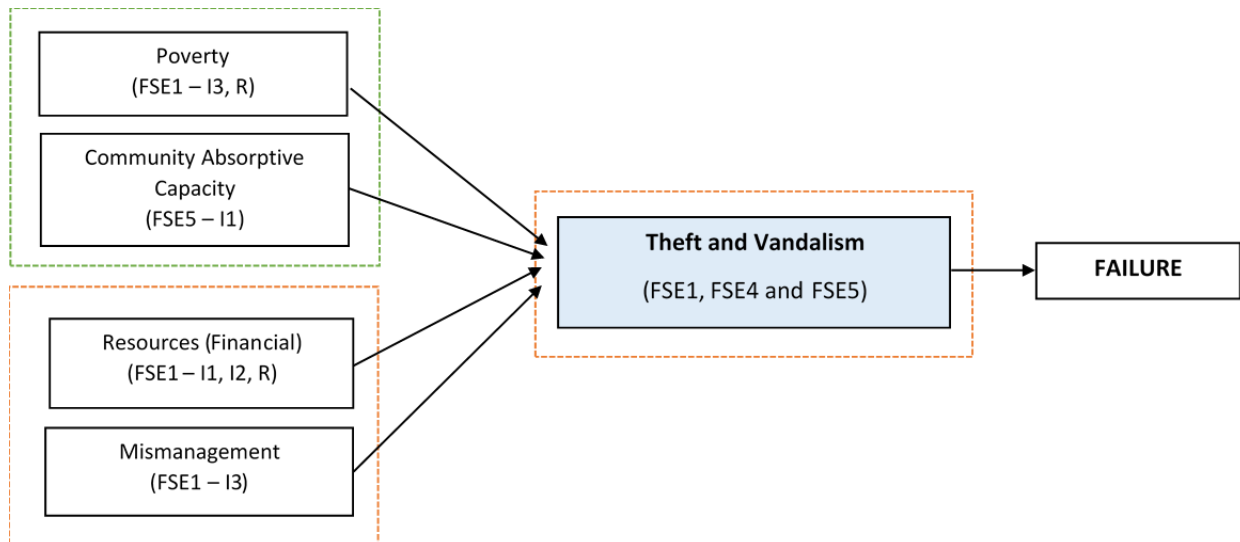 Poverty
(FSE1 – I3, R)
Community Absorptive
Capacity
(FSE5 – I1)
Resources (Financial)
(FSE1 – I1, I2, R)
Mismanagement
(FSE1 – I3)
Theft and Vandalism
(FSE1, FSE4 and FSE5)
FAILURE